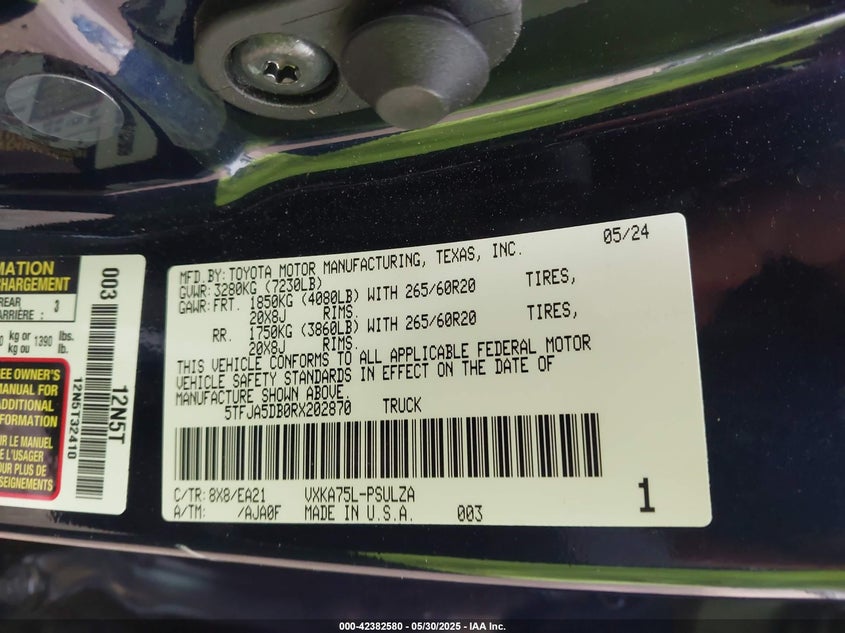 MATION
CHARGEMENT
REAR
ARRIÈRE : 3
kg or 1390 lbs.
kg ou lb.
EE OWNER'S
MANUAL FOR
ADDITIONAL
FORMATION
LE MANUEL
L'USAGER
PLUS DE
SEIGNEMENTS
003
12N5T
12N5T32410
05/24
MFD. BY: TOYOTA MOTOR MANUFACTURING, TEXAS, INC.
GVWR: 3280KG (7230LB)
GAWR: FRT. 1850KG (4080LB) WITH 265/60R20 TIRES,
20X8J RIMS.
RR. 1750KG (3860LB) WITH 265/60R20 TIRES,
20X8J RIMS.
THIS VEHICLE CONFORMS TO ALL APPLICABLE FEDERAL MOTOR
VEHICLE SAFETY STANDARDS IN EFFECT ON THE DATE OF
MANUFACTURE SHOWN ABOVE.
5TFJA5DB0RX202870 TRUCK
C/TR: 8X8/EA21 VXKA75L-PSULZA
A/TM: /AJA0F MADE IN U.S.A. 003
1
000-42382580 - 05/30/2025 - IAA Inc.